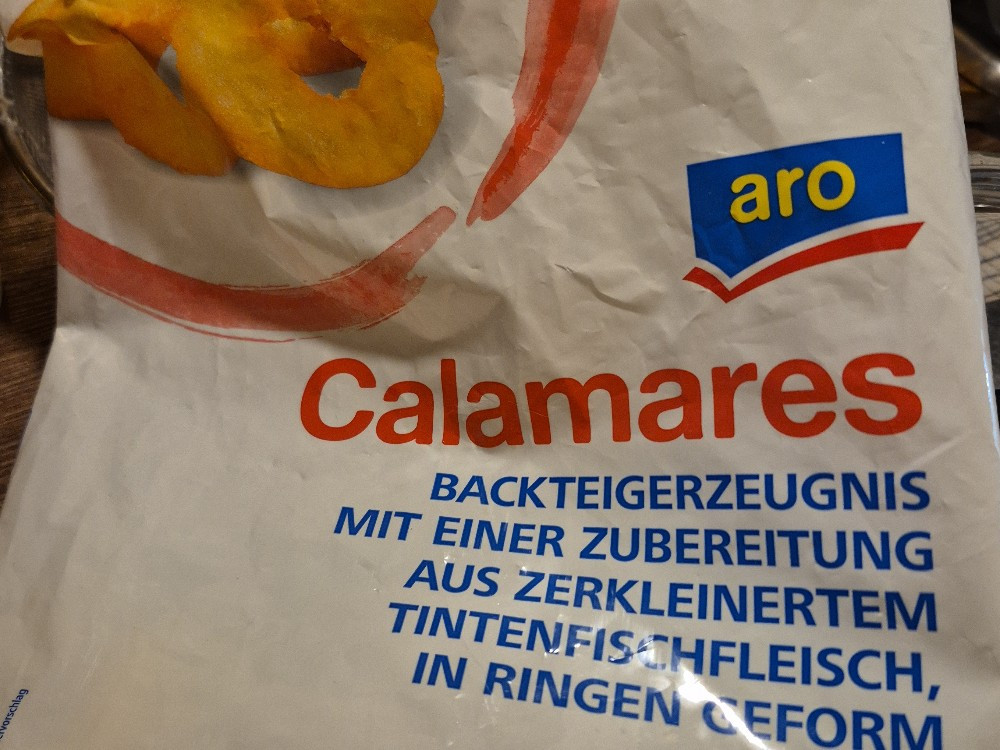 aro
Calamares
BACKTEIGERZEUGNIS
MIT EINER ZUBEREITUNG
AUS ZERKLEINERTEM
TINTENFISCHFLEISCH,
IN RINGEN GEFORM